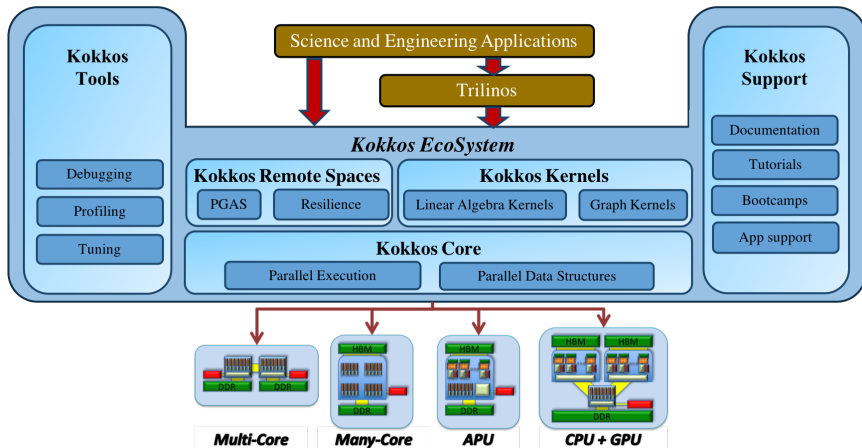 Kokkos
Tools
Debugging
Profiling
Tuning
Science and Engineering Applications
Trilinos
Kokkos EcoSystem
Kokkos Remote Spaces
PGAS
Resilience
Kokkos Kernels
Linear Algebra Kernels
Graph Kernels
Kokkos Core
Parallel Execution
Parallel Data Structures
Kokkos
Support
Documentation
Tutorials
Bootcamps
App support
DDR
DDR
Multi-Core
HBM
DDR
Many-Core
HBM
DDR
APU
HBM
HBM
DDR
CPU + GPU